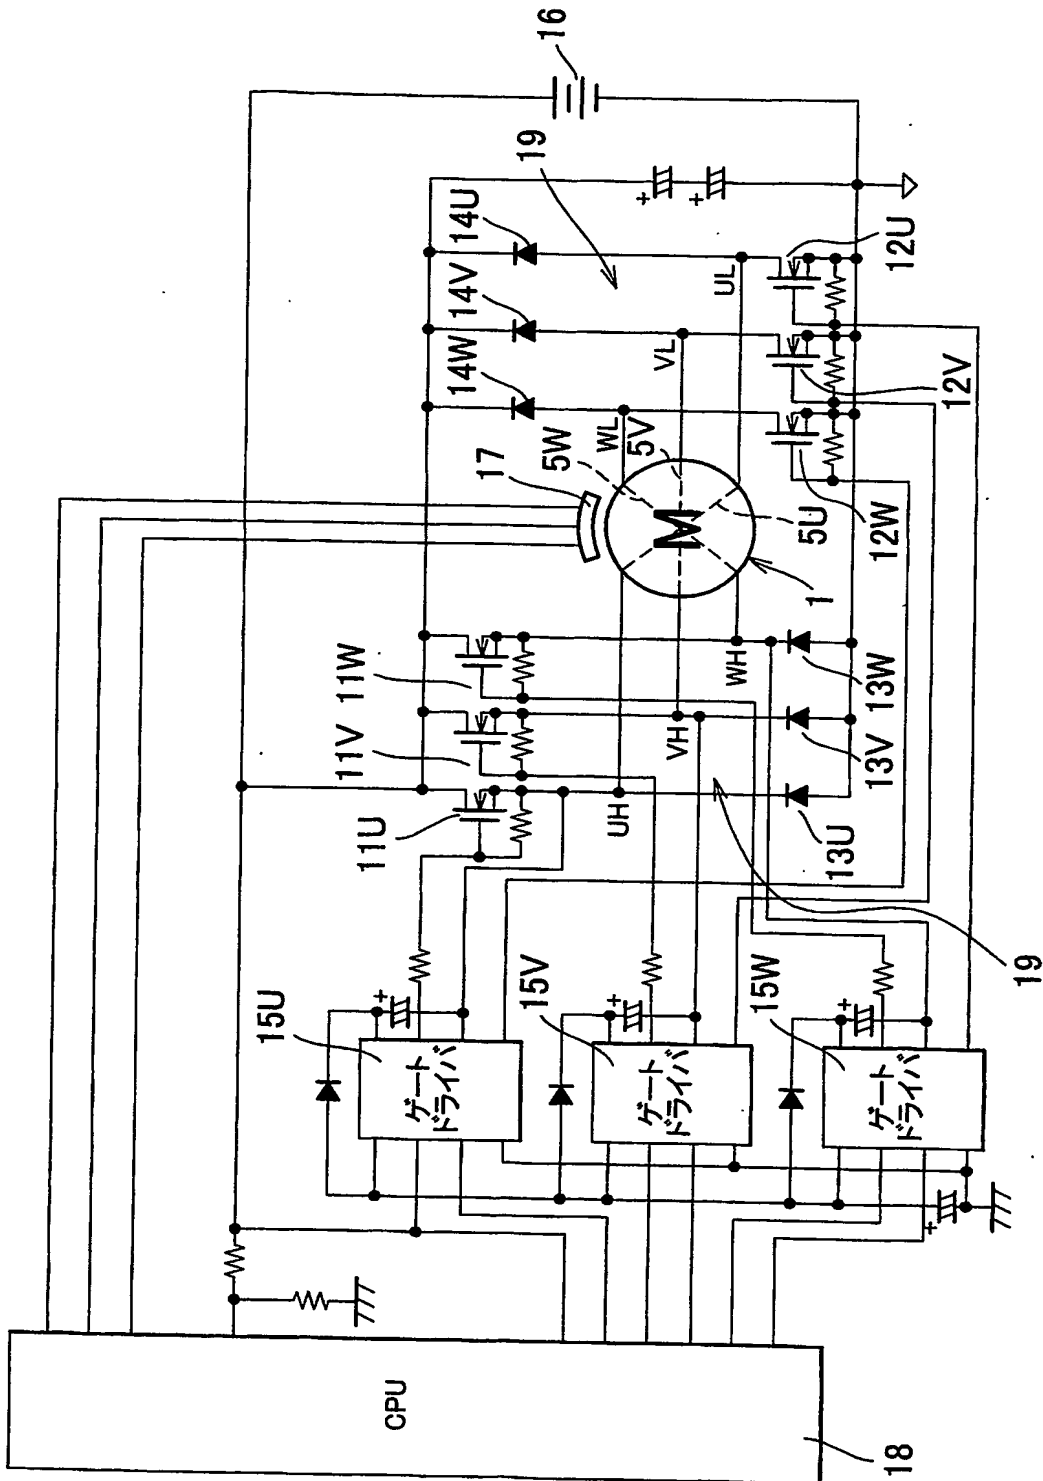 16
19
14U
14V
14W
17
+
+
UL
VL
WL
12U
12V
12W
5W
5V
5U
M
1
11W
11V
11U
WH
VH
UH
13W
13V
13U
19
15U
15V
15W
+
+
+
ゲート
ドライバ
ゲート
ドライバ
ゲート
ドライバ
+
CPU
18